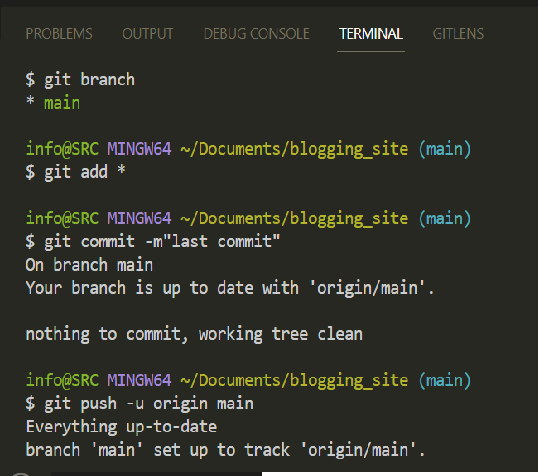 PROBLEMS OUTPUT DEBUG CONSOLE TERMINAL GITLENS
$ git branch
* main
info@SRC MINGW64 ~/Documents/blogging_site (main)
$ git add *
info@SRC MINGW64 ~/Documents/blogging_site (main)
$ git commit -m"last commit"
On branch main
Your branch is up to date with 'origin/main'.
nothing to commit, working tree clean
info@SRC MINGW64 ~/Documents/blogging_site (main)
$ git push -u origin main
Everything up-to-date
branch 'main' set up to track 'origin/main'.